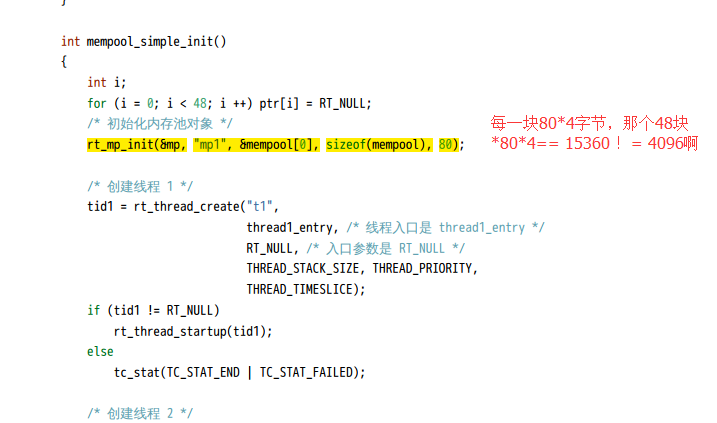 }
int mempool_simple_init()
{
int i;
for (i = 0; i < 48; i ++) ptr[i] = RT_NULL;
/* 初始化内存池对象 */
rt_mp_init(&mp, "mp1", &mempool[0], sizeof(mempool), 80);
每一块80*4字节，那个48块
*80*4== 15360！= 4096啊
/* 创建线程 1 */
tid1 = rt_thread_create("t1",
thread1_entry, /* 线程入口是 thread1_entry */
RT_NULL, /* 入口参数是 RT_NULL */
THREAD_STACK_SIZE, THREAD_PRIORITY,
THREAD_TIMESLICE);
if (tid1 != RT_NULL)
rt_thread_startup(tid1);
else
tc_stat(TC_STAT_END | TC_STAT_FAILED);
/* 创建线程 2 */